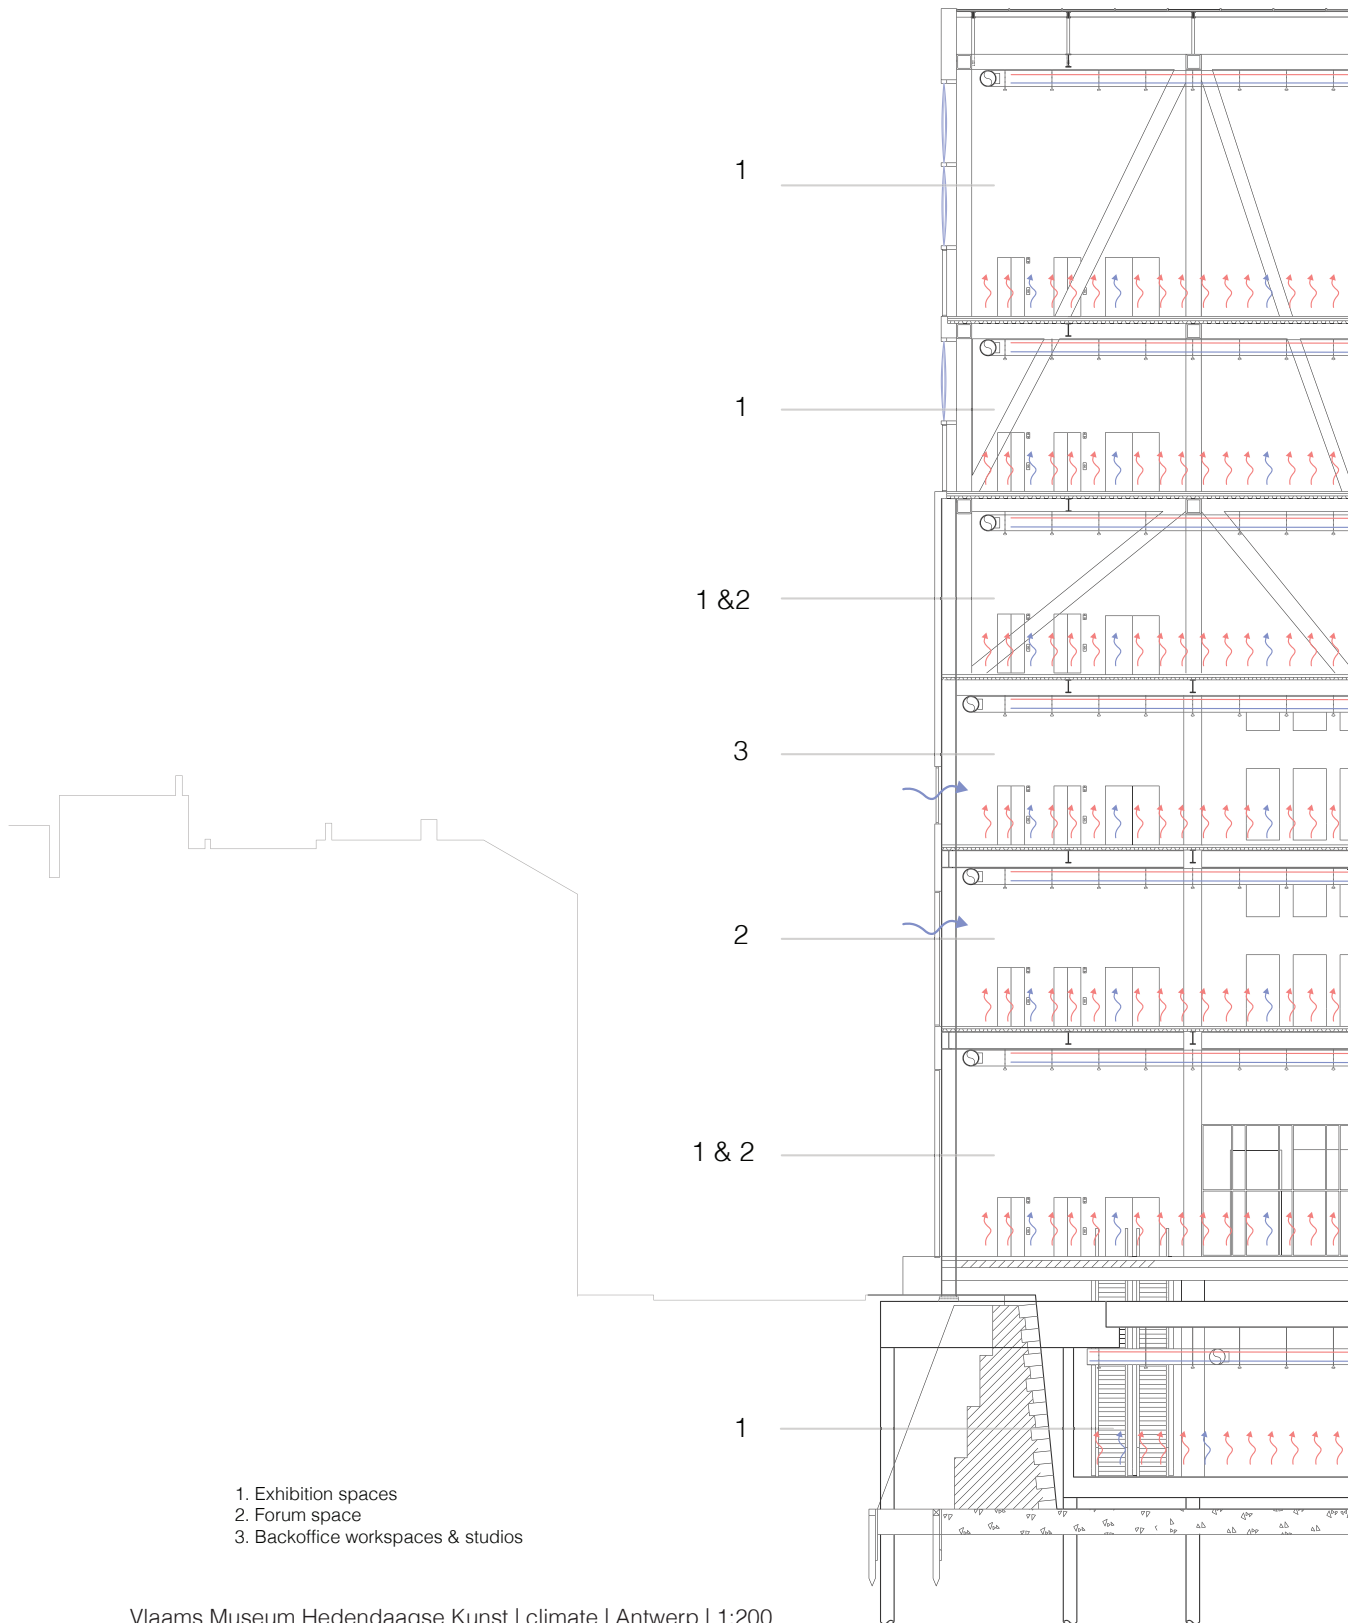 1
1
1 &2
3
2
1 & 2
1
1. Exhibition spaces
2. Forum space
3. Backoffice workspaces & studios
Vlaams Museum Hedendaagse Kunst | climate | Antwerp | 1:200